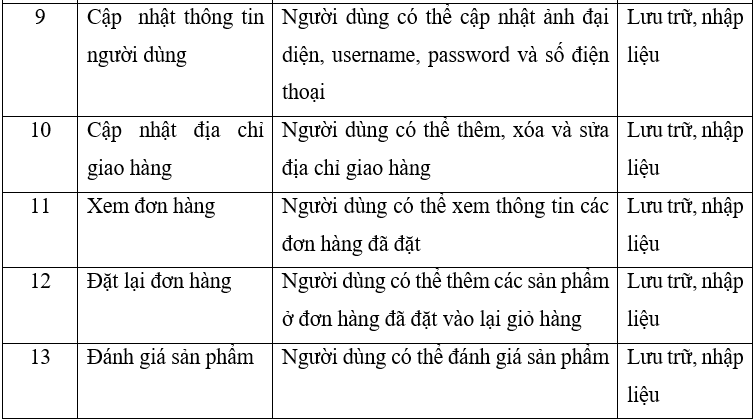 9 Cập nhật thông tin Người dùng có thể cập nhật ảnh đại Lưu trữ, nhập
người dùng diện, username, password và số điện liệu
thoại
10 Cập nhật địa chỉ Người dùng có thể thêm, xóa và sửa Lưu trữ, nhập
giao hàng địa chỉ giao hàng liệu
11 Xem đơn hàng Người dùng có thể xem thông tin các Lưu trữ, nhập
đơn hàng đã đặt liệu
12 Đặt lại đơn hàng Người dùng có thể thêm các sản phẩm Lưu trữ, nhập
ở đơn hàng đã đặt vào lại giỏ hàng liệu
13 Đánh giá sản phẩm Người dùng có thể đánh giá sản phẩm Lưu trữ, nhập
liệu